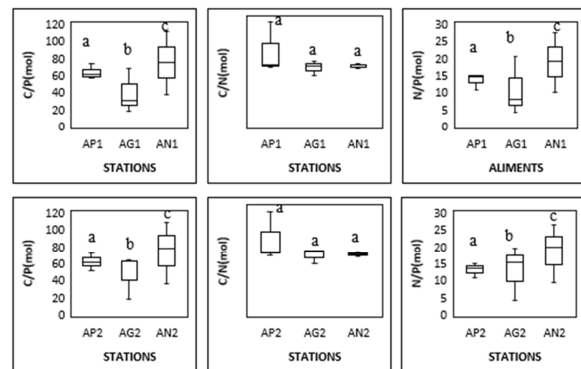 C/P(mol)
120
100
80
60
40
20
0
a
b
c
AP1 AG1 AN1
STATIONS
C/N(mol)
a
a
a
AP1 AG1 AN1
STATIONS
N/P(mol)
30
25
20
15
10
5
0
a
b
c
AP1 AG1 AN1
ALIMENTS
C/P(mol)
120
100
80
60
40
20
0
a
b
c
AP2 AG2 AN2
STATIONS
C/N(mol)
a
a
a
AP2 AG2 AN2
STATIONS
N/P(mol)
30
25
20
15
10
5
0
a
b
c
AP2 AG2 AN2
STATIONS